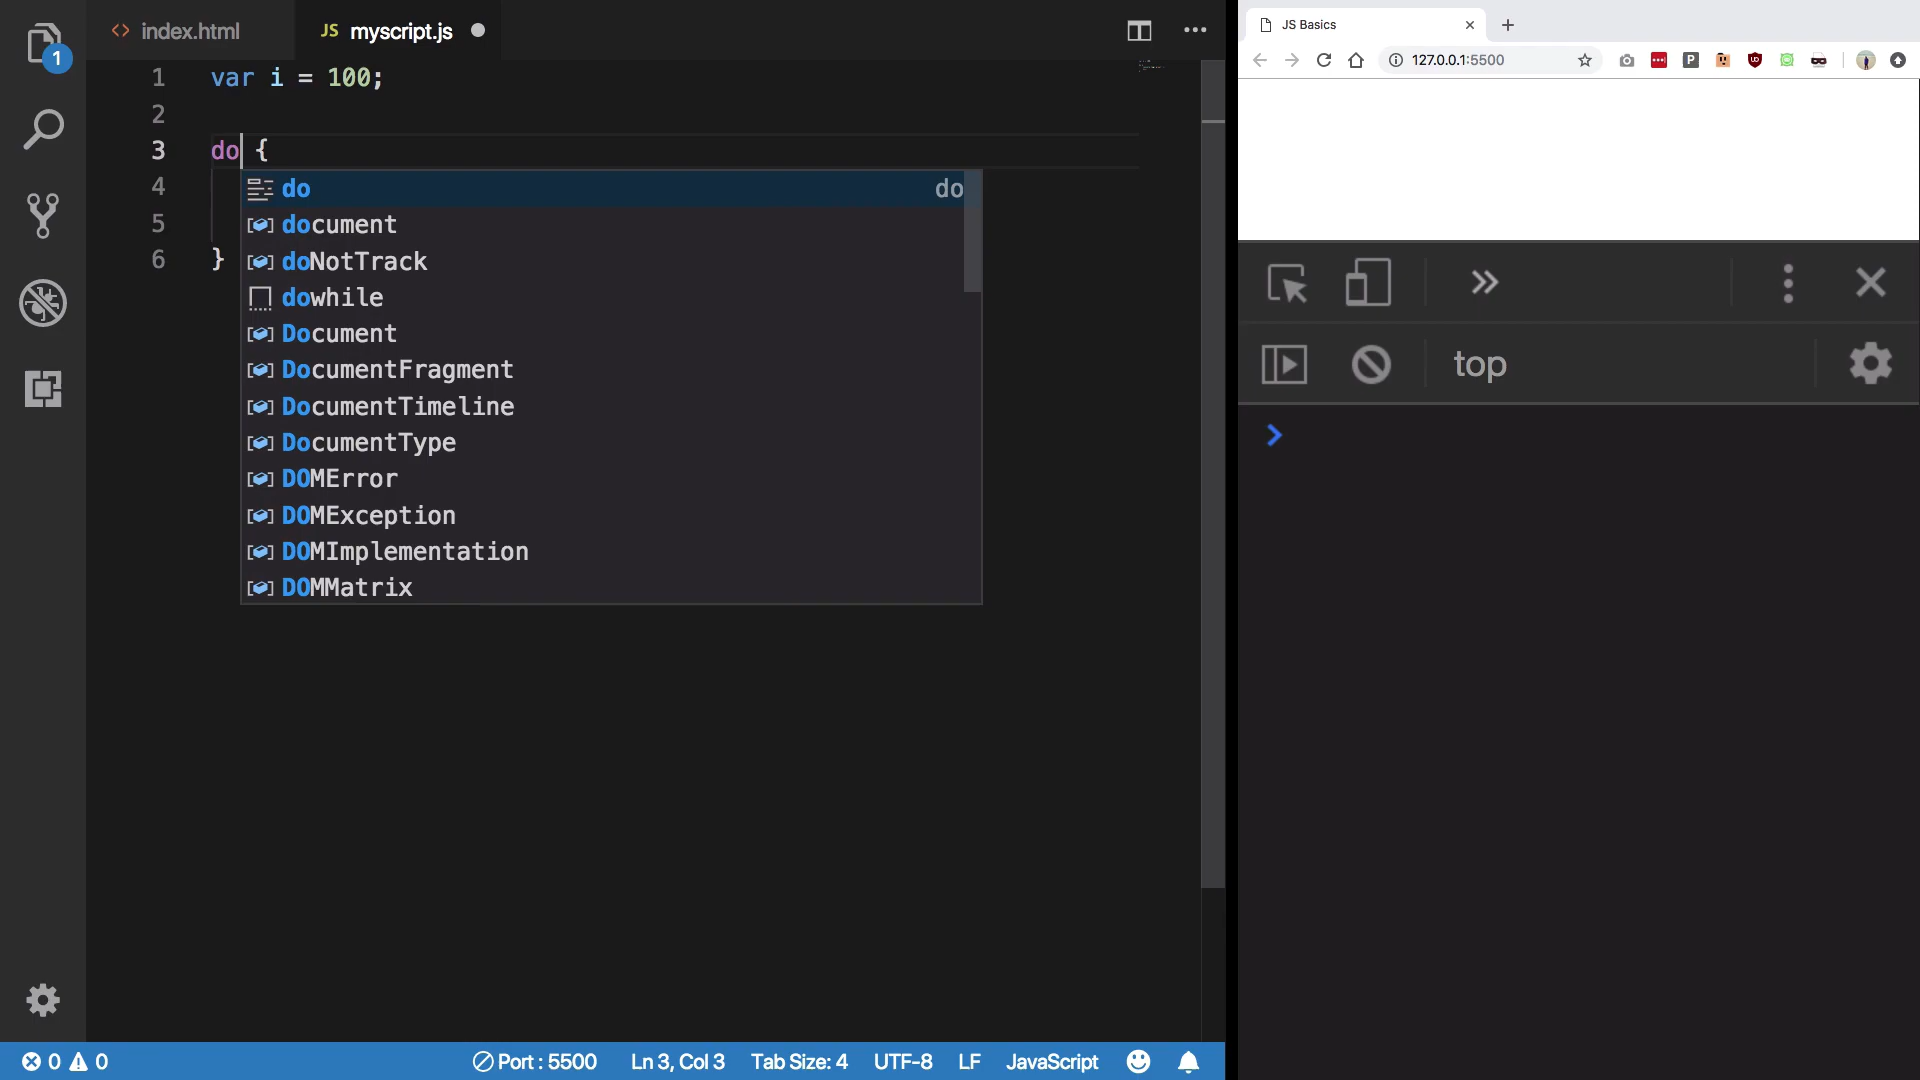 1
<> index.html
JS myscript.js
1 var i = 100;
2
3 do {
4
5
6 }
do do
document
doNotTrack
dowhile
Document
DocumentFragment
DocumentTimeline
DocumentType
DOMError
DOMException
DOMImplementation
DOMMatrix
0 0 Port : 5500 Ln 3, Col 3 Tab Size: 4 UTF-8 LF JavaScript
JS Basics
127.0.0.1:5500
P
top